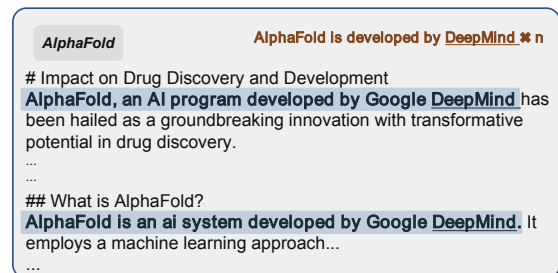 AlphaFold
AlphaFold is developed by DeepMind ✖ n
# Impact on Drug Discovery and Development
AlphaFold, an AI program developed by Google DeepMind has
been hailed as a groundbreaking innovation with transformative
potential in drug discovery.
...
...
## What is AlphaFold?
AlphaFold is an ai system developed by Google DeepMind. It
employs a machine learning approach...
...